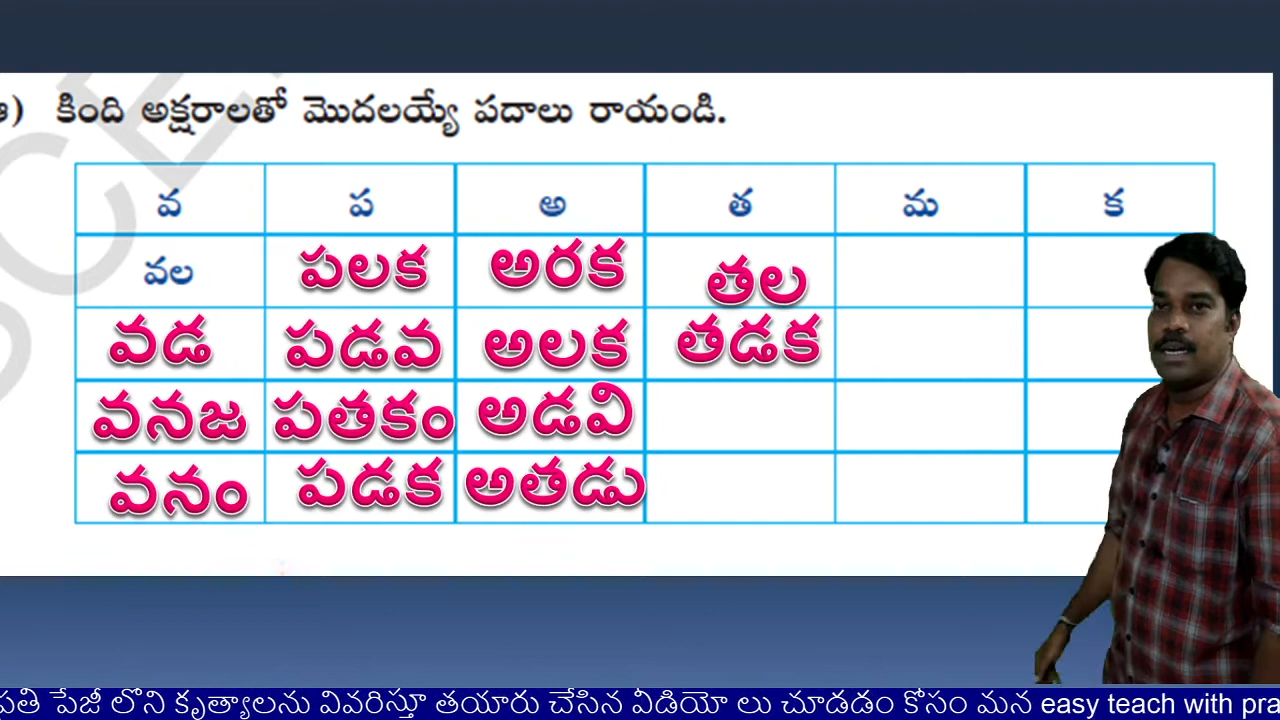 ఆ) కింది అక్షరాలతో మొదలయ్యే పదాలు రాయండి.
వ ప అ త మ క
వల పలక అరక తల
వడ పడవ అలక తడక
వనజ పతకం అడవి
వనం పడక అతడు
పేజీ లోని కృత్యాలను వివరిస్తూ తయారు చేసిన వీడియో లు చూడడం కోసం మన easy teach with pra